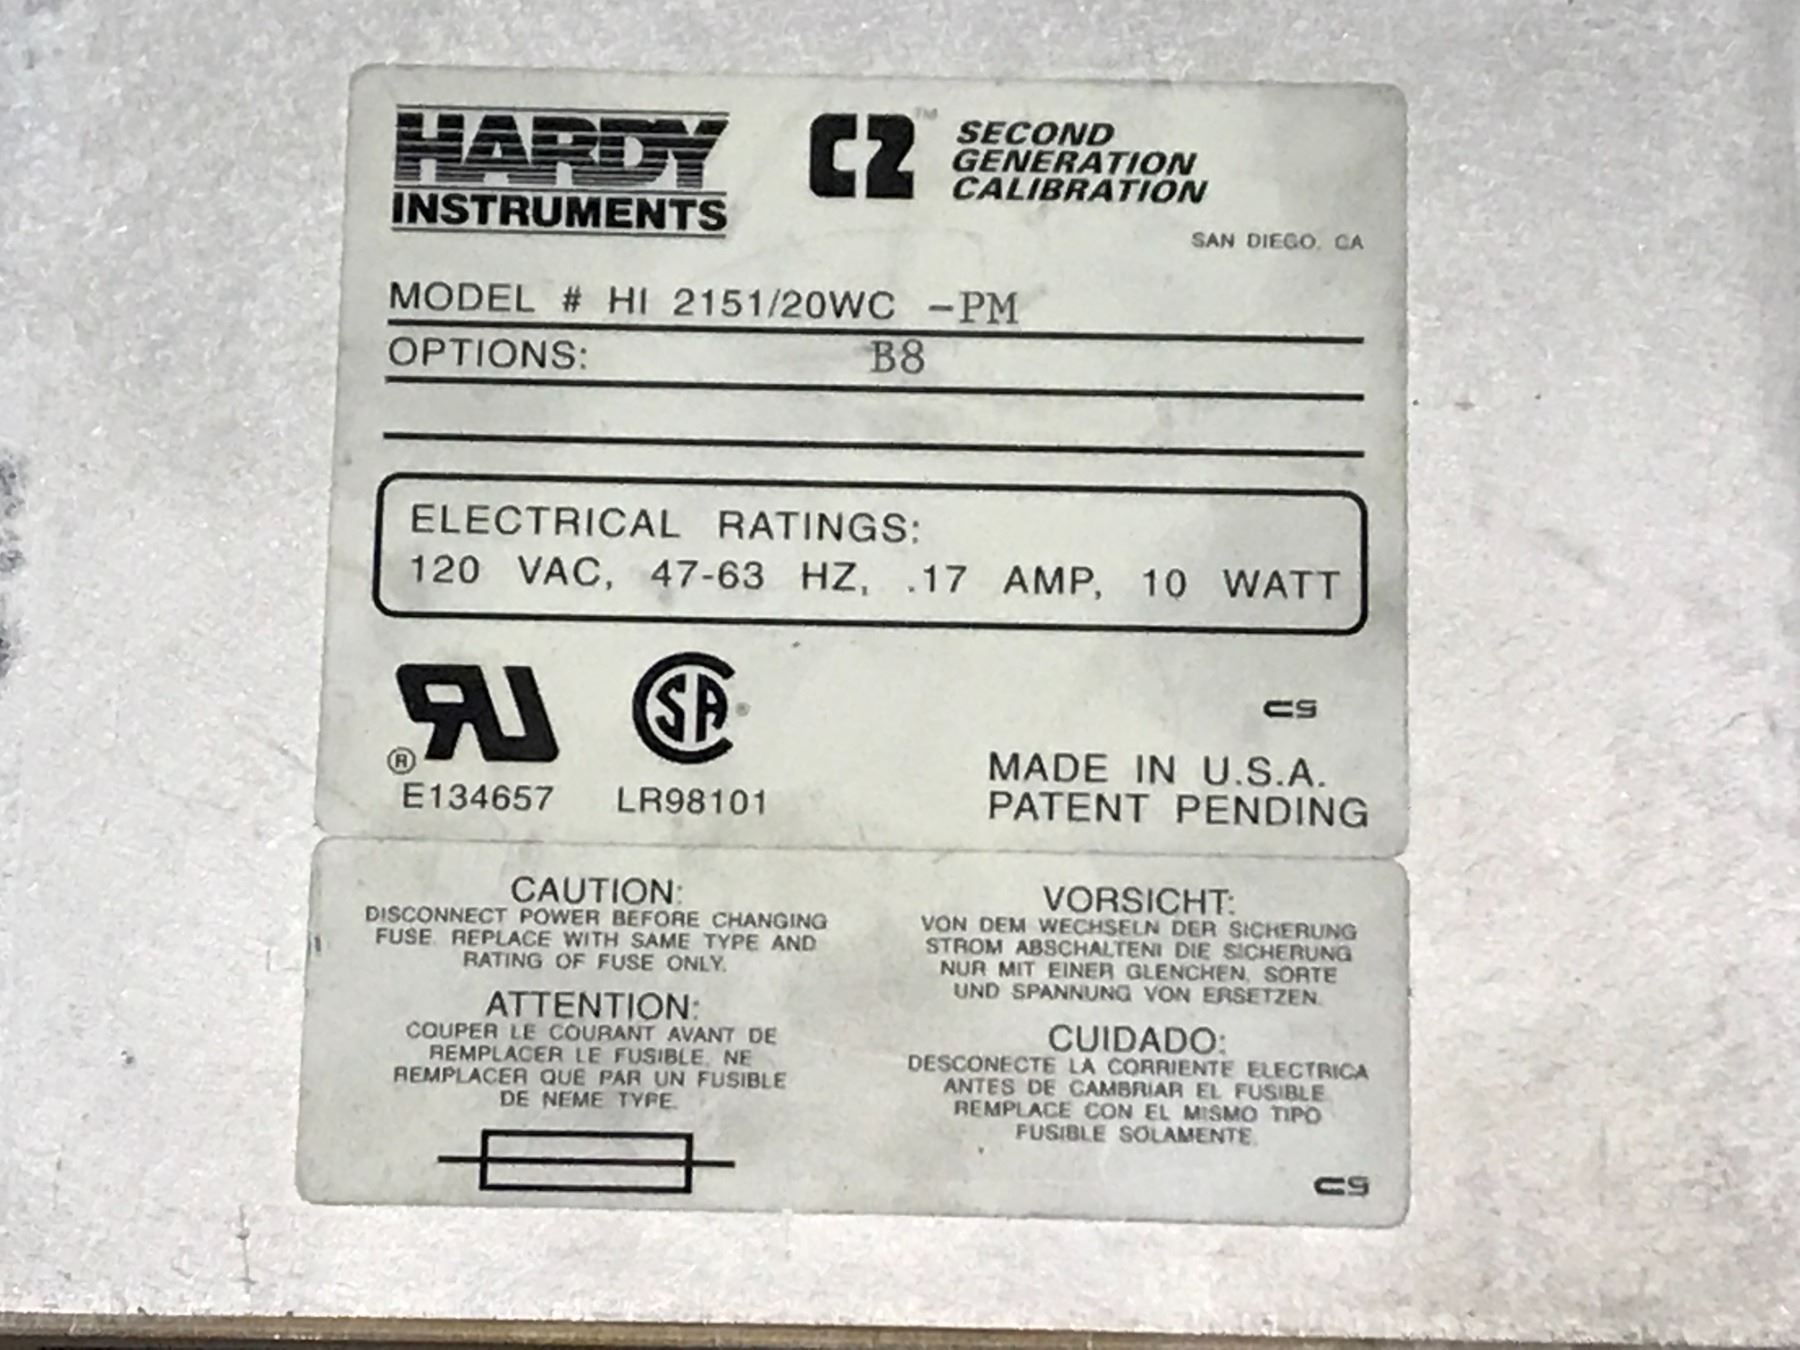 HARDY
INSTRUMENTS
C2™ SECOND
GENERATION
CALIBRATION
SAN DIEGO, CA
MODEL # HI 2151/20WC -PM
OPTIONS: B8
ELECTRICAL RATINGS:
120 VAC, 47-63 HZ, .17 AMP, 10 WATT
® E134657
SA®
LR98101
MADE IN U.S.A.
PATENT PENDING
CAUTION:
DISCONNECT POWER BEFORE CHANGING
FUSE. REPLACE WITH SAME TYPE AND
RATING OF FUSE ONLY.
ATTENTION:
COUPER LE COURANT AVANT DE
REMPLACER LE FUSIBLE. NE
REMPLACER QUE PAR UN FUSIBLE
DE NEME TYPE.
VORSICHT:
VON DEM WECHSELN DER SICHERUNG
STROM ABSCHALTENI DIE SICHERUNG
NUR MIT EINER GLENCHEN, SORTE
UND SPANNUNG VON ERSETZEN.
CUIDADO:
DESCONECTE LA CORRIENTE ELECTRICA
ANTES DE CAMBRIAR EL FUSIBLE.
REMPLACE CON EL MISMO TIPO
FUSIBLE SOLAMENTE.